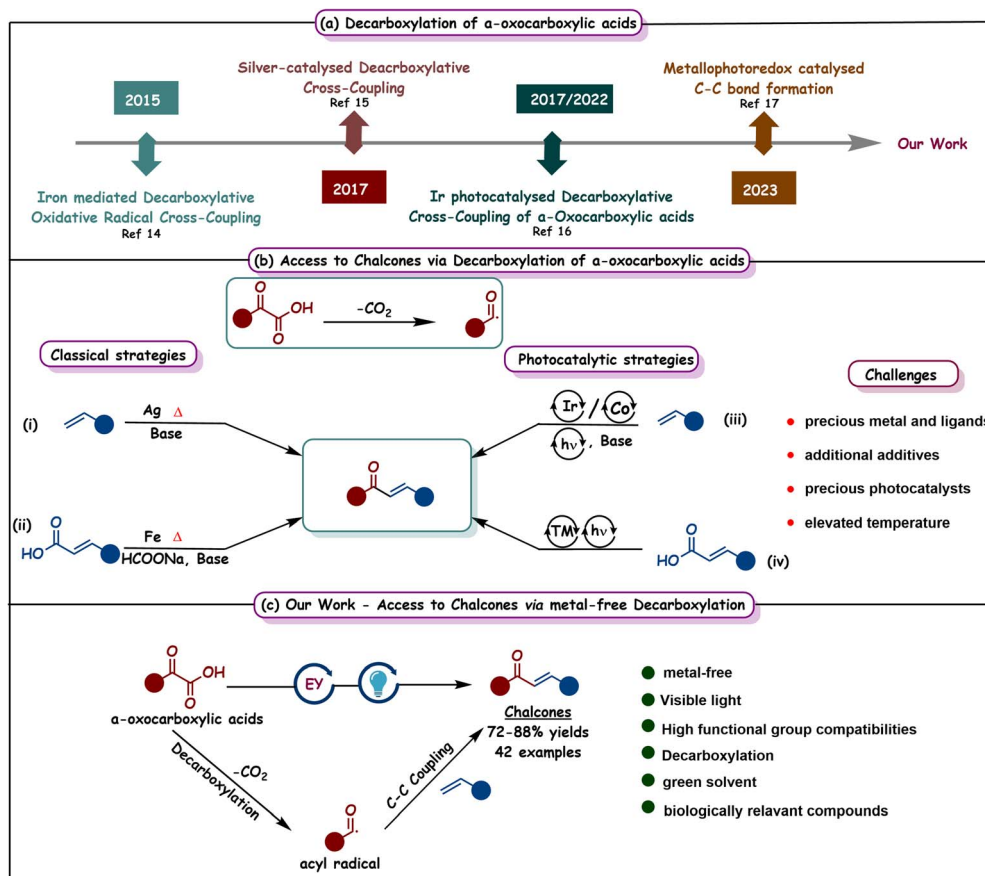 (a) Decarboxylation of a-oxocarboxylic acids
2015
Silver-catalysed Deacrboxylative
Cross-Coupling
Ref 15
2017/2022
Metallophotoredox catalysed
C-C bond formation
Ref 17
Our Work
Iron mediated Decarboxylative
Oxidative Radical Cross-Coupling
Ref 14
2017
Ir photocatalysed Decarboxylative
Cross-Coupling of a-Oxocarboxylic acids
Ref 16
2023
(b) Access to Chalcones via Decarboxylation of a-oxocarboxylic acids
O
OH
O
-CO2
O
Classical strategies
Photocatalytic strategies
Challenges
(i)
Ag Δ
Base
Ir / Co
hν, Base
(iii)
O
(ii)
O
HO
Fe Δ
HCOONa, Base
TM hν
O
HO
(iv)
precious metal and ligands
additional additives
precious photocatalysts
elevated temperature
(c) Our Work - Access to Chalcones via metal-free Decarboxylation
O
OH
O
a-oxocarboxylic acids
EY
O
Chalcones
72-88% yields
42 examples
Decarboxylation
-CO2
C-C Coupling
O
acyl radical
metal-free
Visible light
High functional group compatibilities
Decarboxylation
green solvent
biologically relavant compounds